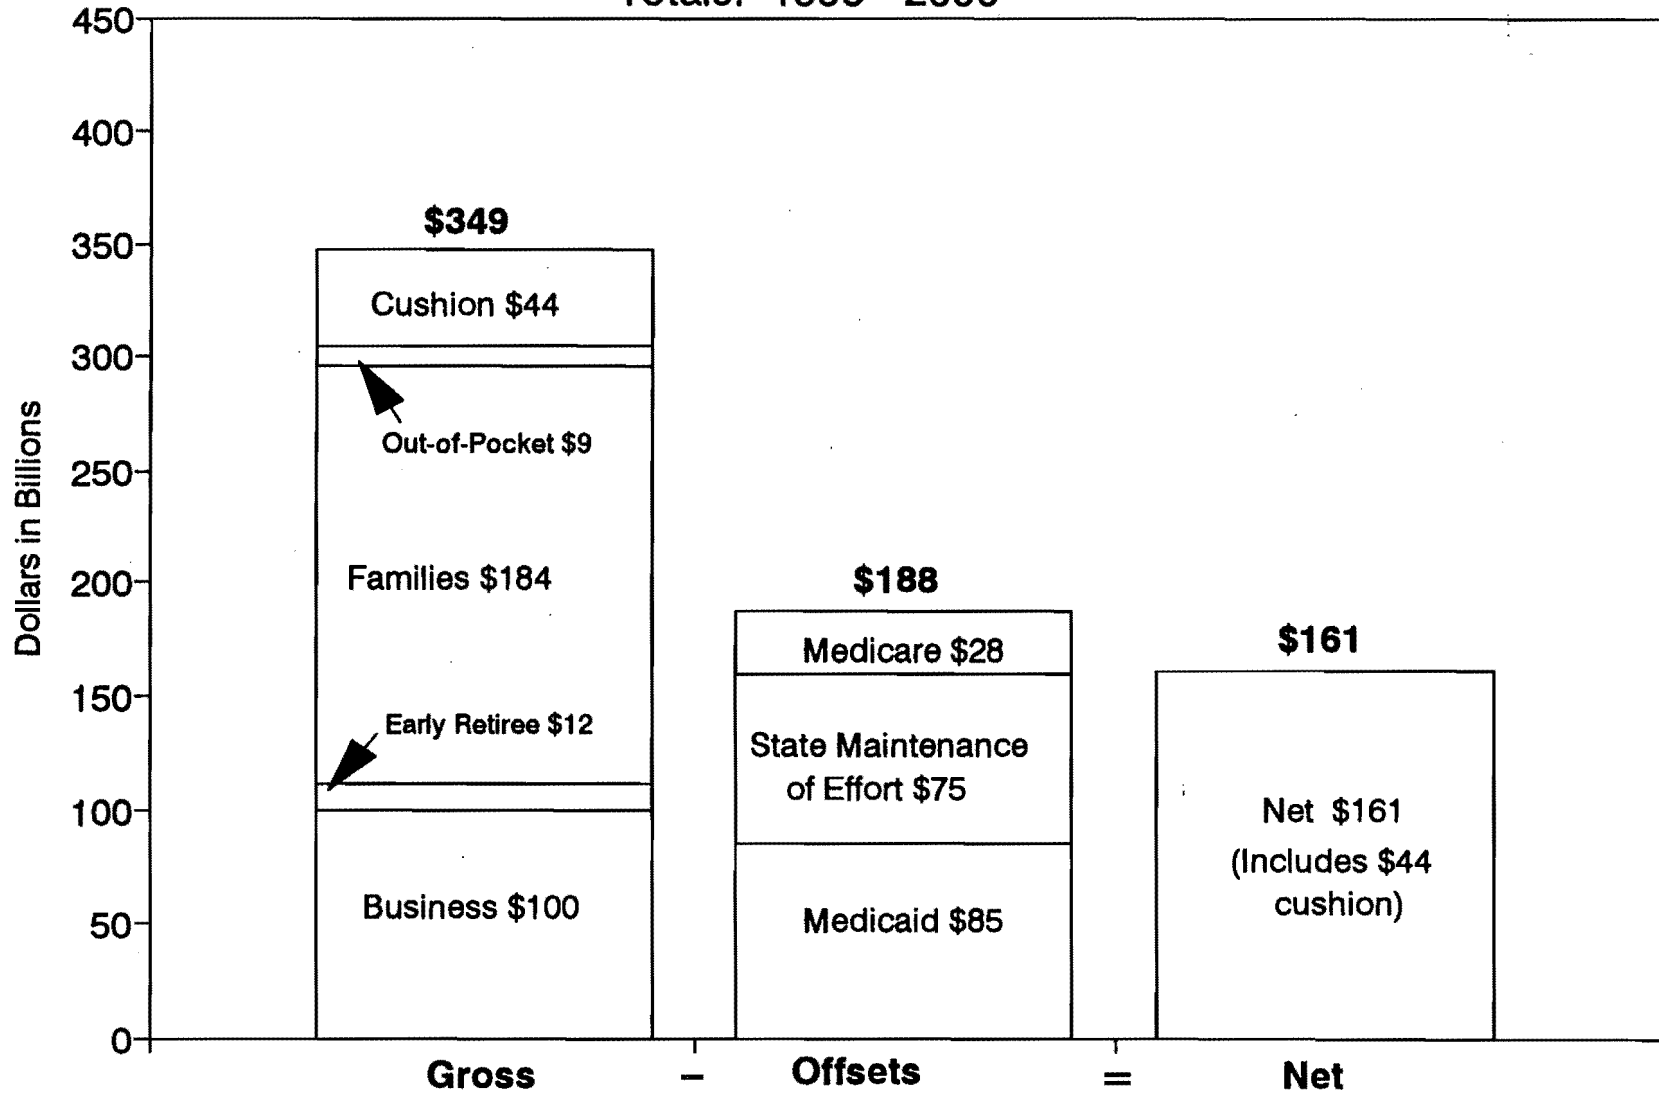 450
400
350
300
250
200
150
100
50
0
Dollars in Billions
$349
Cushion $44
Out-of-Pocket $9
Families $184
Early Retiree $12
Business $100
$188
Medicare $28
State Maintenance
of Effort $75
Medicaid $85
$161
Net $161
(Includes $44
cushion)
Gross – Offsets = Net